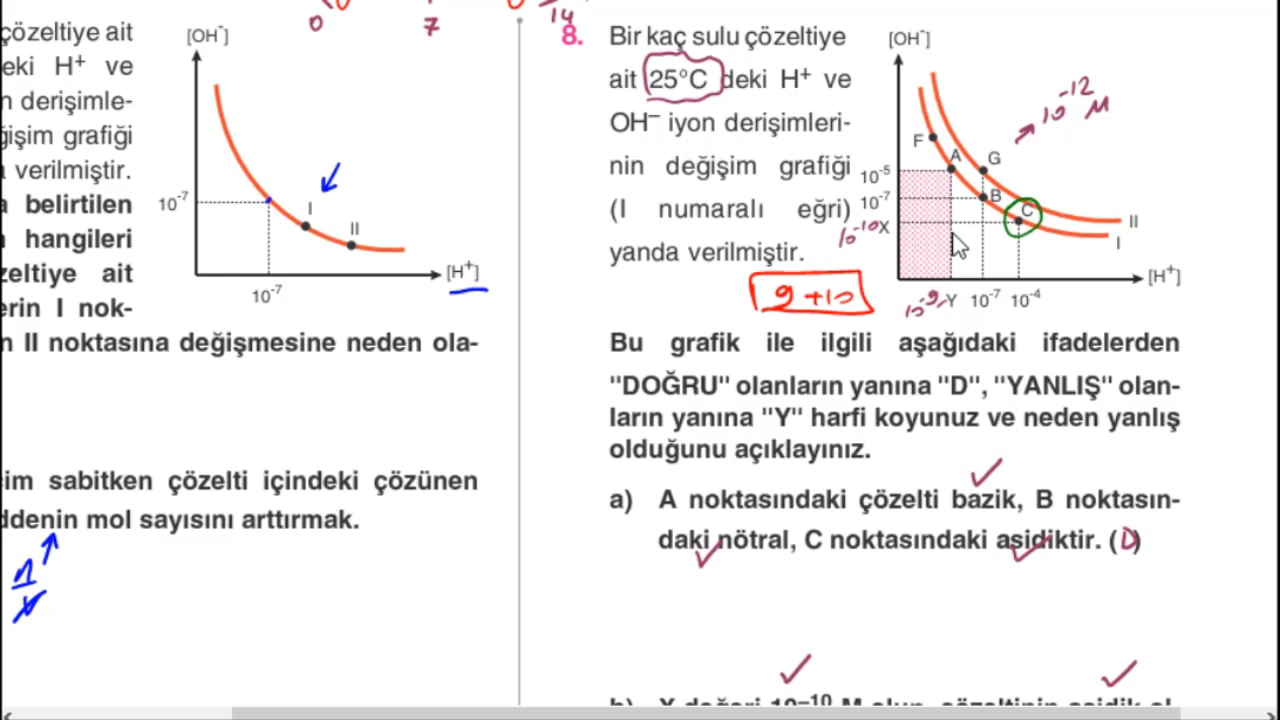 0 7 14
çözeltiye ait
eki H⁺ ve
n derişimle-
ğişim grafiği
verilmiştir.
belirtilen
hangileri
zeltiye ait
erin I nok-
n II noktasına değişmesine neden ola-
[OH⁻]
10⁻⁷
I
II
[H⁺]
10⁻⁷
im sabitken çözelti içindeki çözünen
ddenin mol sayısını arttırmak.
n
v
8. Bir kaç sulu çözeltiye
ait 25°C deki H⁺ ve
OH⁻ iyon derişimleri-
nin değişim grafiği
(I numaralı eğri)
yanda verilmiştir.
9+10
[OH⁻]
10⁻¹² M
F
A
G
10⁻⁵
10⁻⁷
B
C
10⁻¹⁰ X
II
I
[H⁺]
10⁻⁹ Y 10⁻⁷ 10⁻⁴
Bu grafik ile ilgili aşağıdaki ifadelerden
"DOĞRU" olanların yanına "D", "YANLIŞ" olan-
ların yanına "Y" harfi koyunuz ve neden yanlış
olduğunu açıklayınız.
a) A noktasındaki çözelti bazik, B noktasın-
daki nötral, C noktasındaki asidiktir. (D)